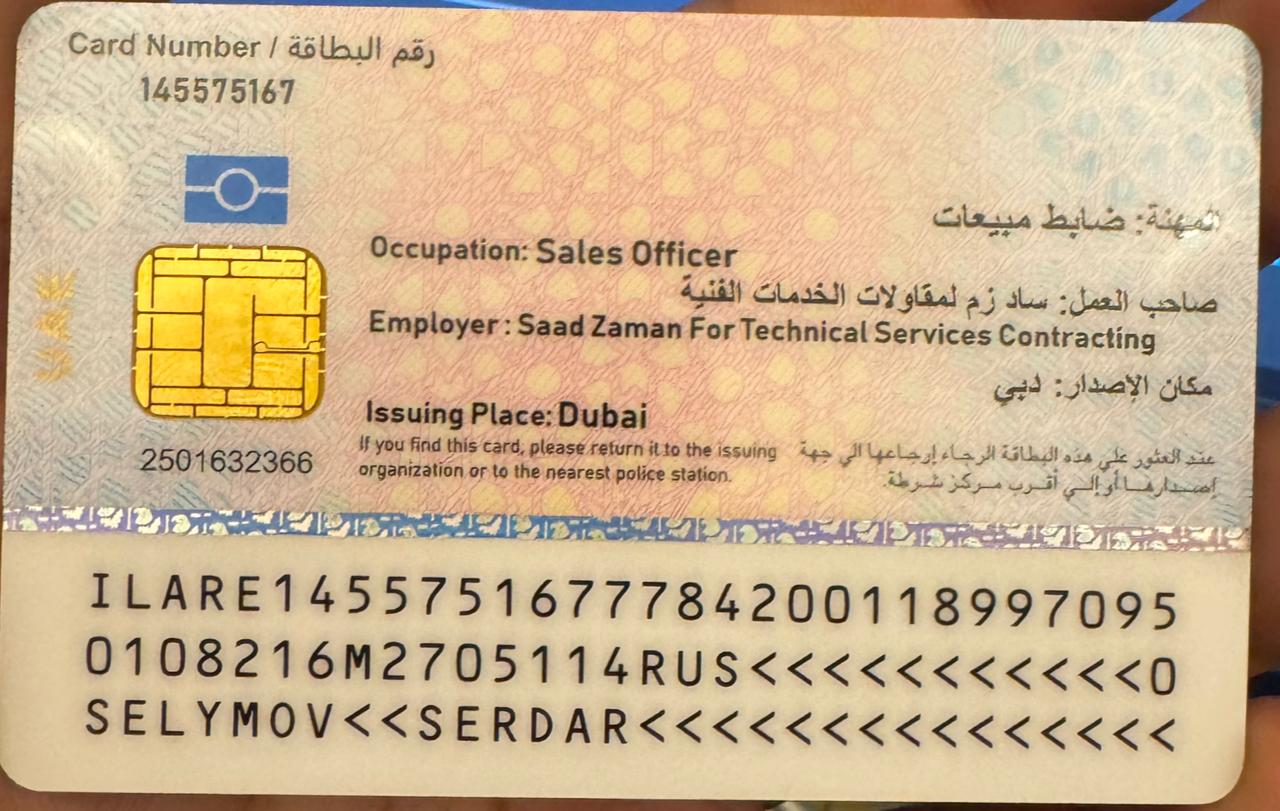 Card Number / رقم البطاقة
145575167
المهنة: ضابط مبيعات
Occupation: Sales Officer
صاحب العمل: ساد زم لمقاولات الخدمات الفنية
Employer : Saad Zaman For Technical Services Contracting
مكان الإصدار: دبي
Issuing Place: Dubai
If you find this card, please return it to the issuing
organization or to the nearest police station.
عند العثور على هذه البطاقة الرجاء إرجاعها الي جهة
إصدارها أو إلي أقرب مركز شرطة.
UAE
2501632366
ILARE1455751677784200118997095
0108216M2705114RUS<<<<<<<<<<<0
SELYMOV<<SERDAR<<<<<<<<<<<<<<<